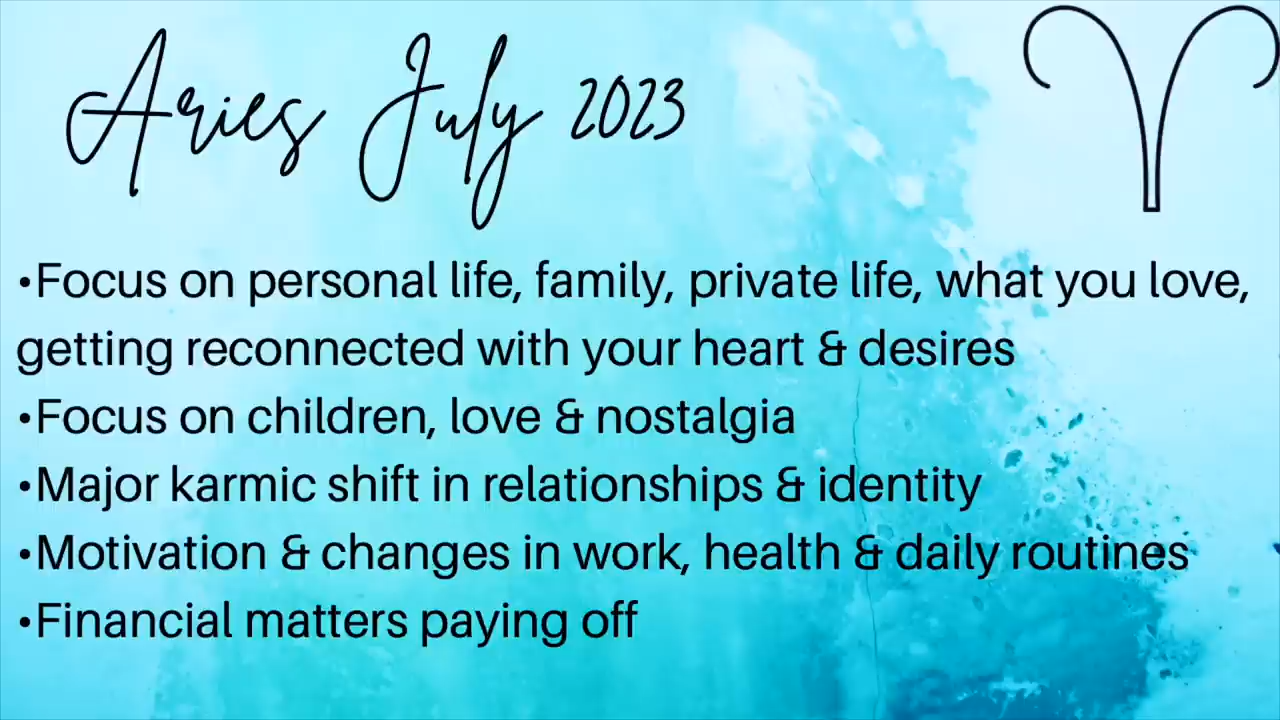 Aries July 2023
•Focus on personal life, family, private life, what you love,
getting reconnected with your heart & desires
•Focus on children, love & nostalgia
•Major karmic shift in relationships & identity
•Motivation & changes in work, health & daily routines
•Financial matters paying off